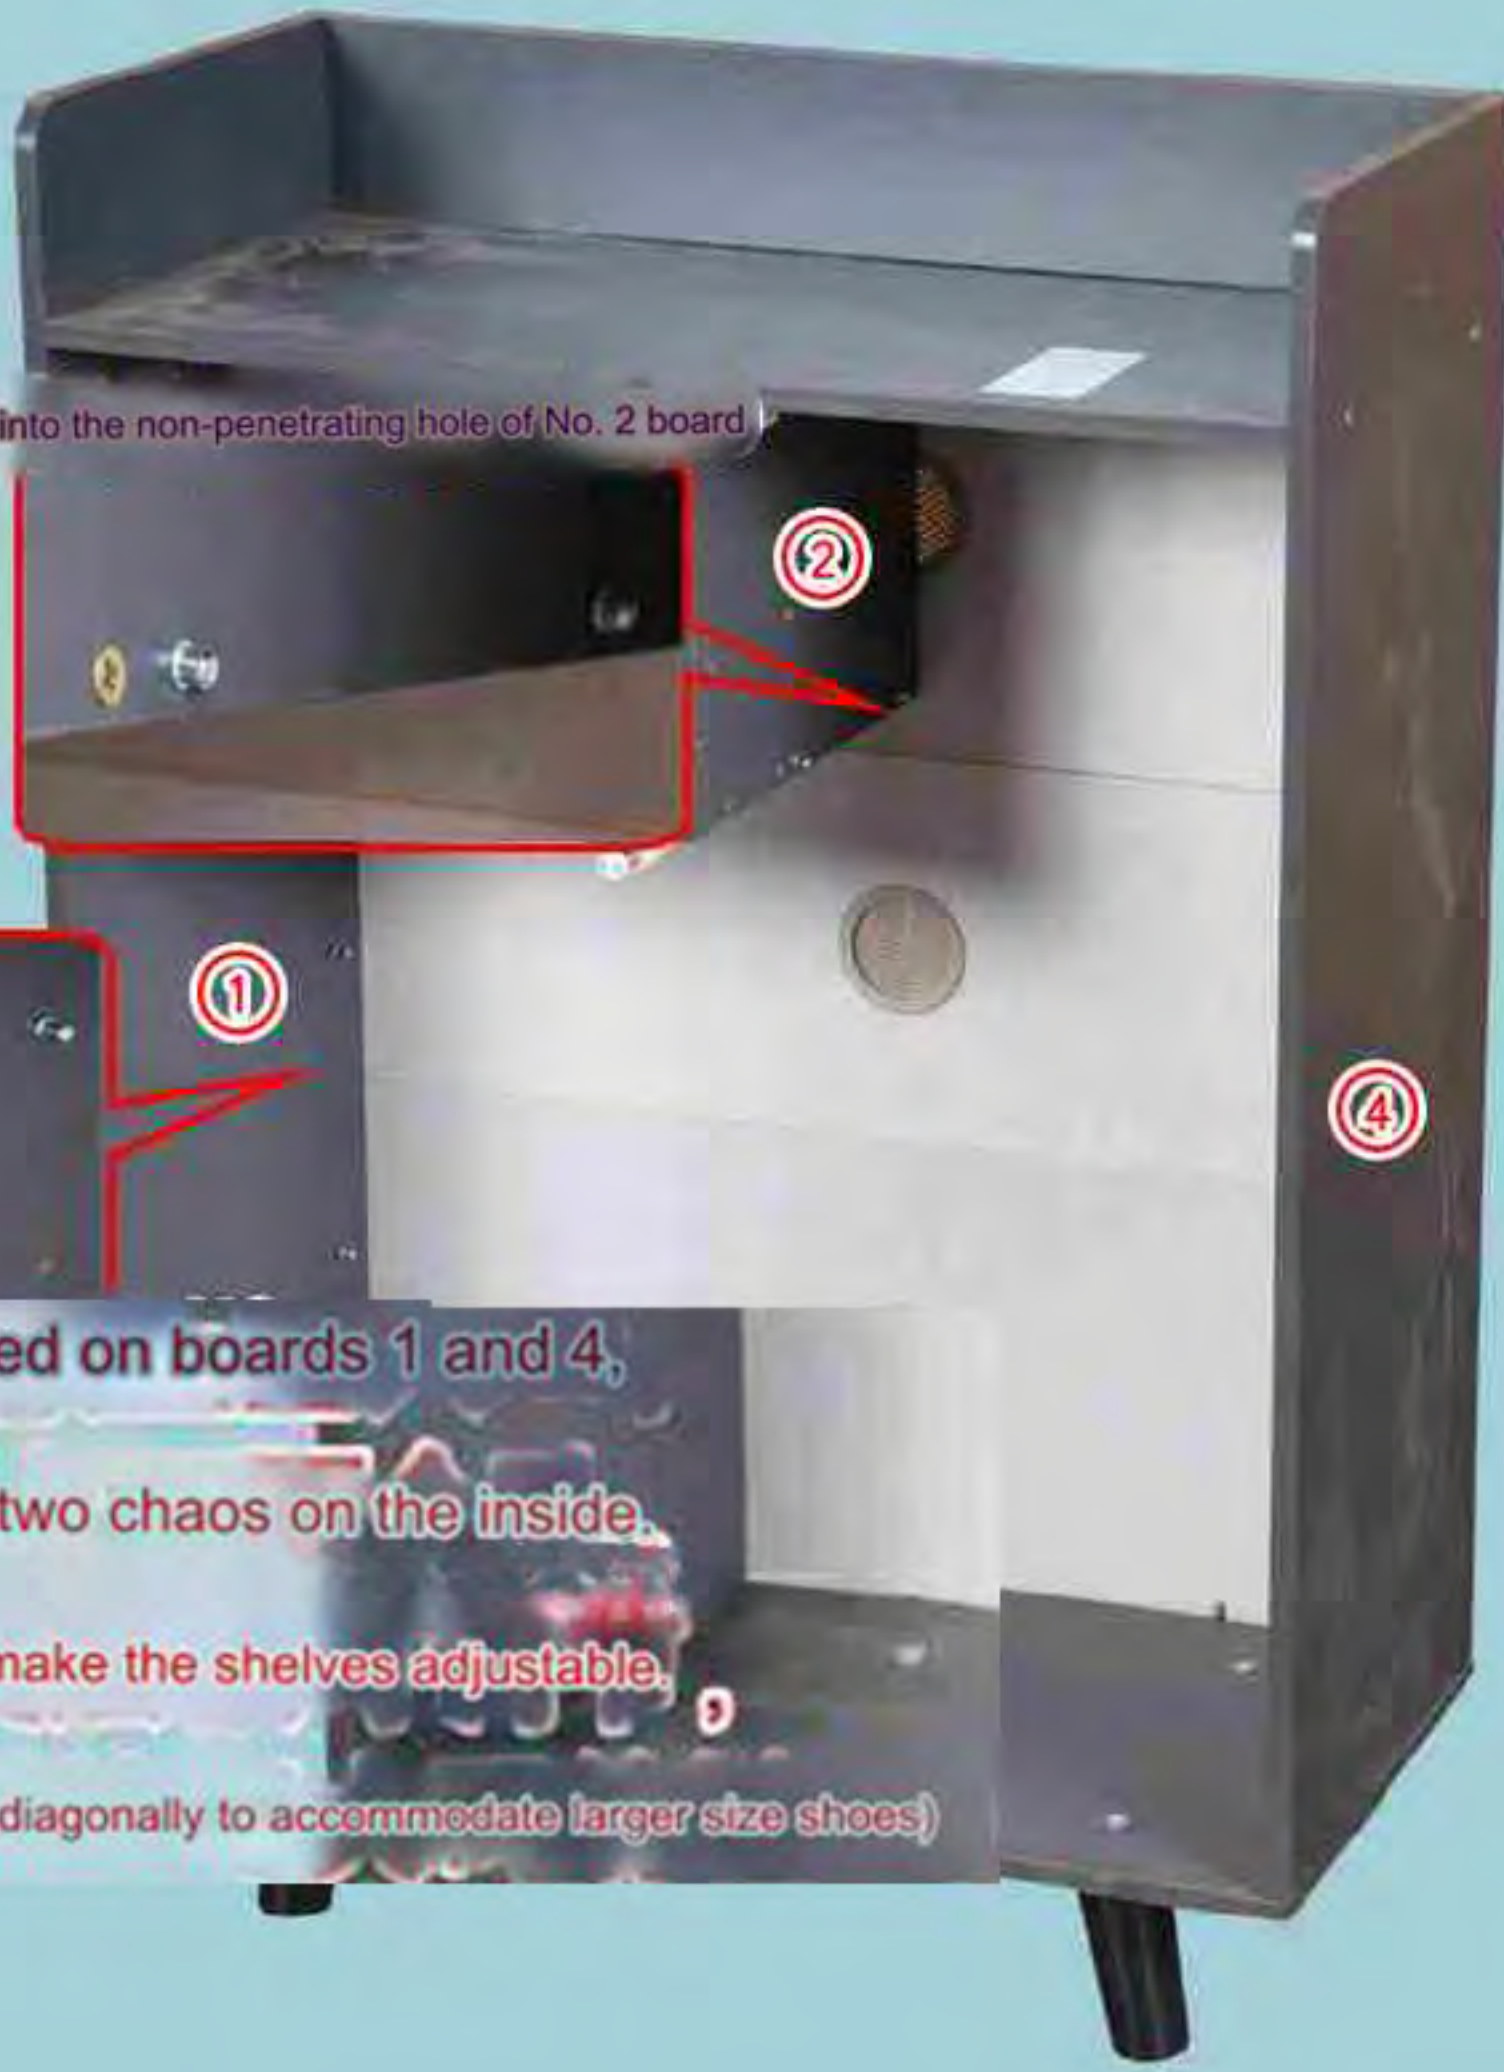 into the non-penetrating hole of No. 2 board
2
1
4
ed on boards 1 and 4,
two chaos on the inside.
make the shelves adjustable.
,
diagonally to accommodate larger size shoes)